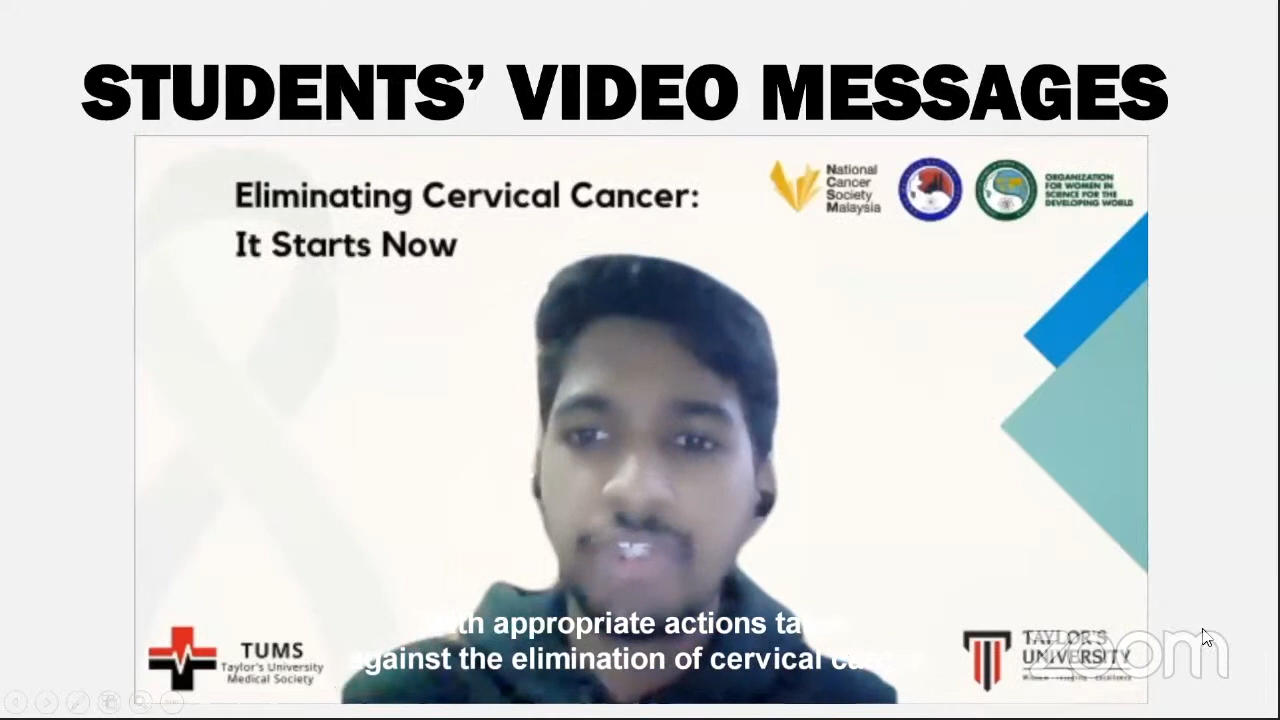 STUDENTS' VIDEO MESSAGES
Eliminating Cervical Cancer:
It Starts Now
National
Cancer
Society
Malaysia
ORGANIZATION
FOR WOMEN IN
SCIENCE FOR THE
DEVELOPING WORLD
appropriate actions
against the elimination of cervical
TUMS
Taylor's University
Medical Society
TAYLOR'S
UNIVERSITY
zoom